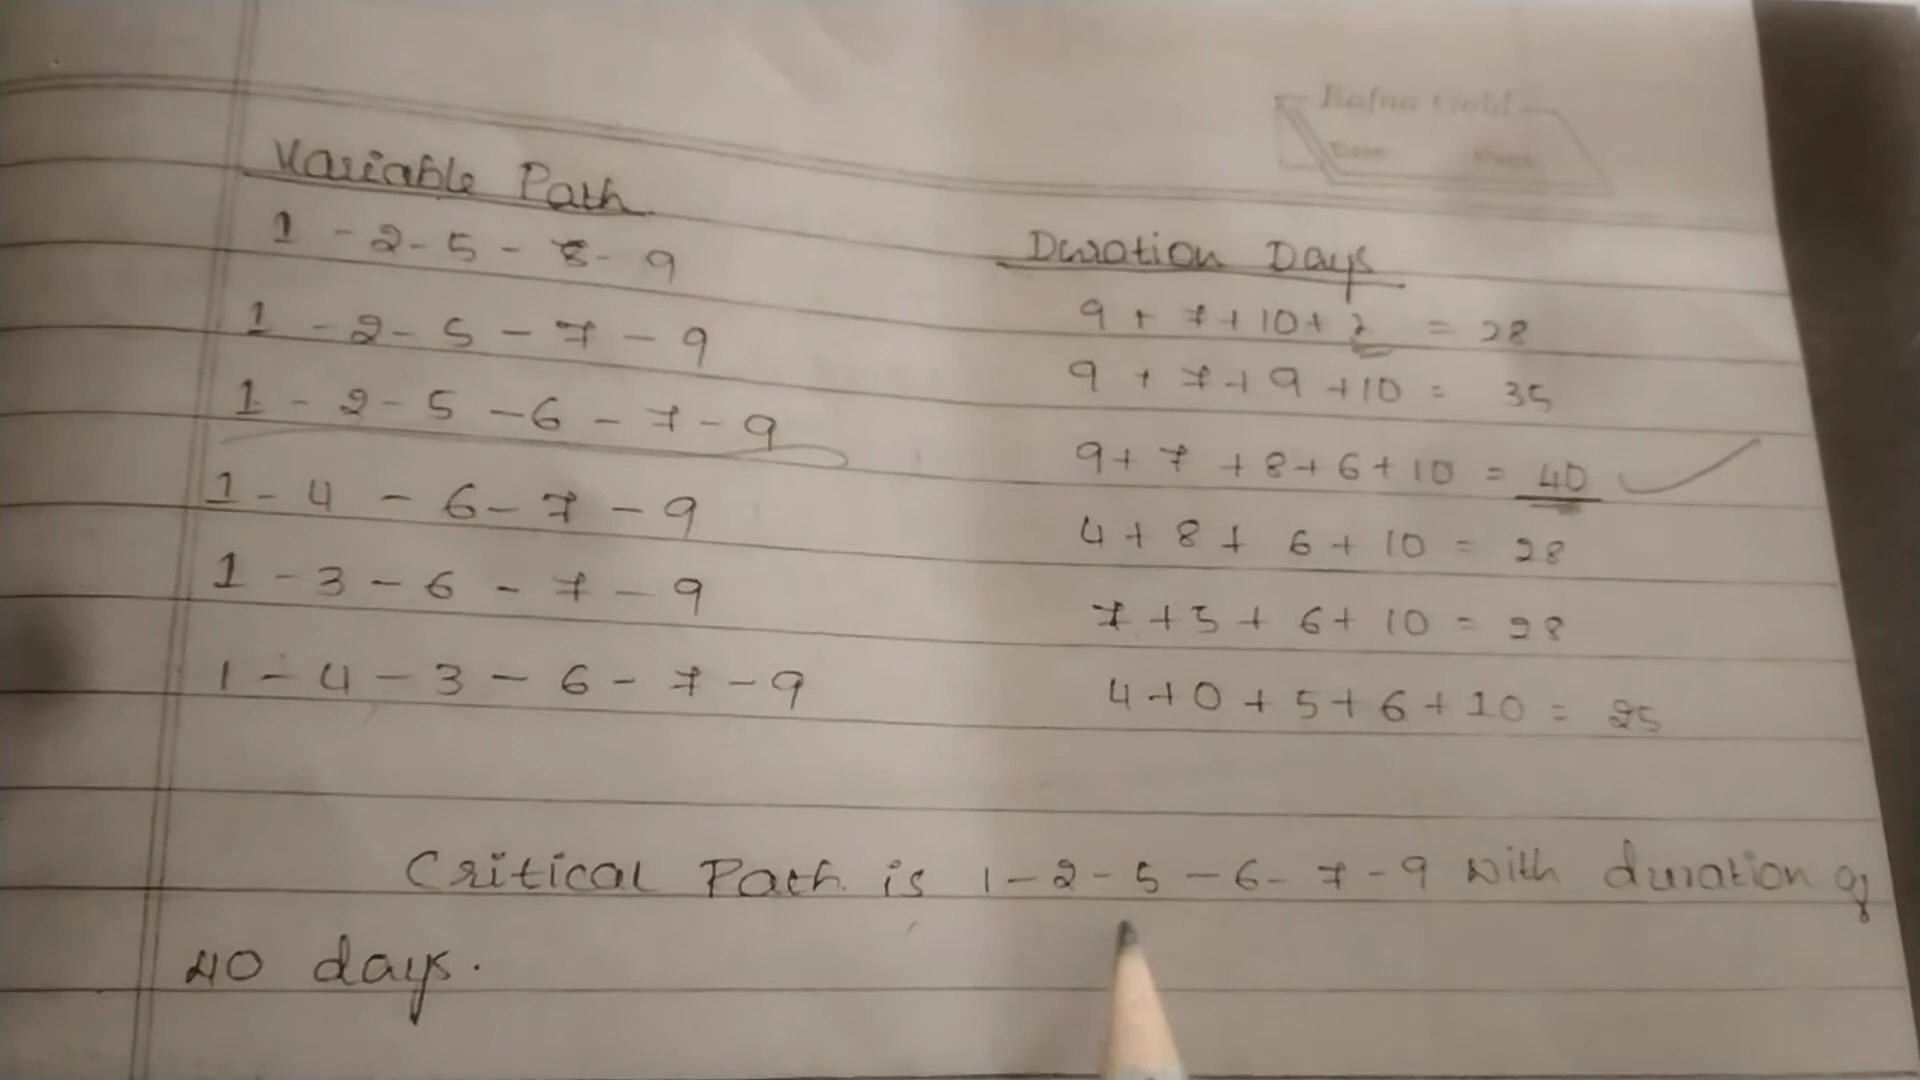 Bafna Gold
Date Page
Variable Path
Duration Days
1 - 2 - 5 - 8 - 9
9 + 7 + 10 + 2 = 28
1 - 2 - 5 - 7 - 9
9 + 7 + 9 + 10 = 35
1 - 2 - 5 - 6 - 7 - 9
9 + 7 + 8 + 6 + 10 = 40 ✓
1 - 4 - 6 - 7 - 9
4 + 8 + 6 + 10 = 28
1 - 3 - 6 - 7 - 9
7 + 5 + 6 + 10 = 28
1 - 4 - 3 - 6 - 7 - 9
4 + 0 + 5 + 6 + 10 = 25
Critical Path is 1 - 2 - 5 - 6 - 7 - 9 with duration of
40 days.